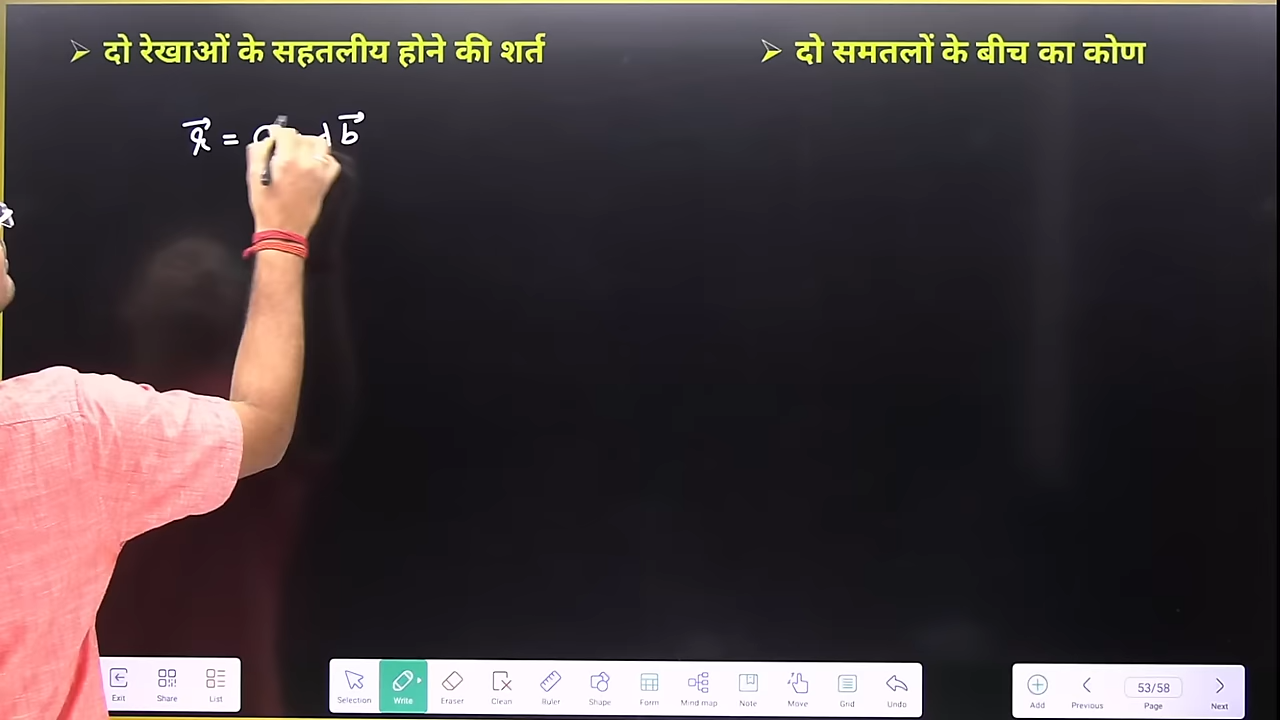 ➢ दो रेखाओं के सहतलीय होने की शर्त
➢ दो समतलों के बीच का कोण
Exit
Share
List
Selection
Write
Eraser
Clean
Ruler
Shape
Form
Mind map
Note
Move
Grid
Undo
Add
Previous
53/58
Page
Next